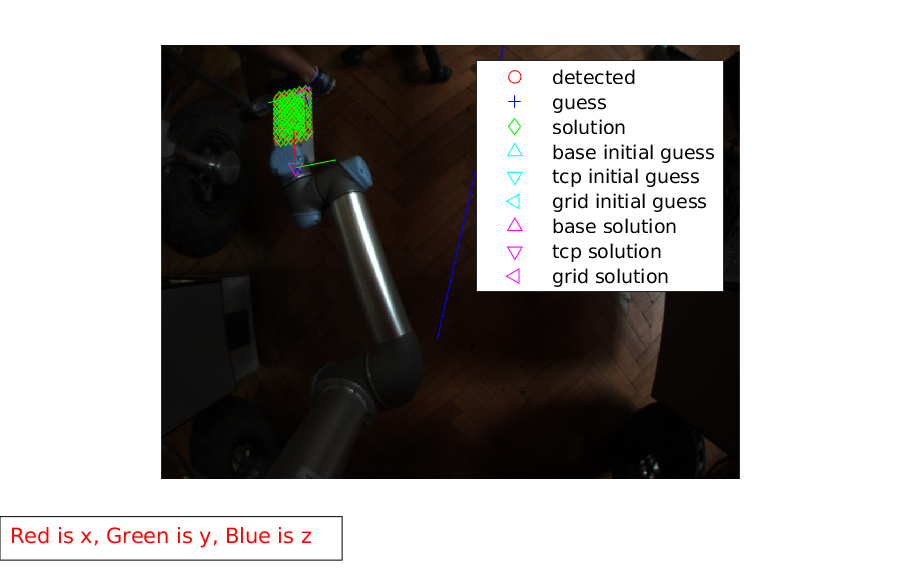 detected
guess
solution
base initial guess
tcp initial guess
grid initial guess
base solution
tcp solution
grid solution
Red is x, Green is y, Blue is z